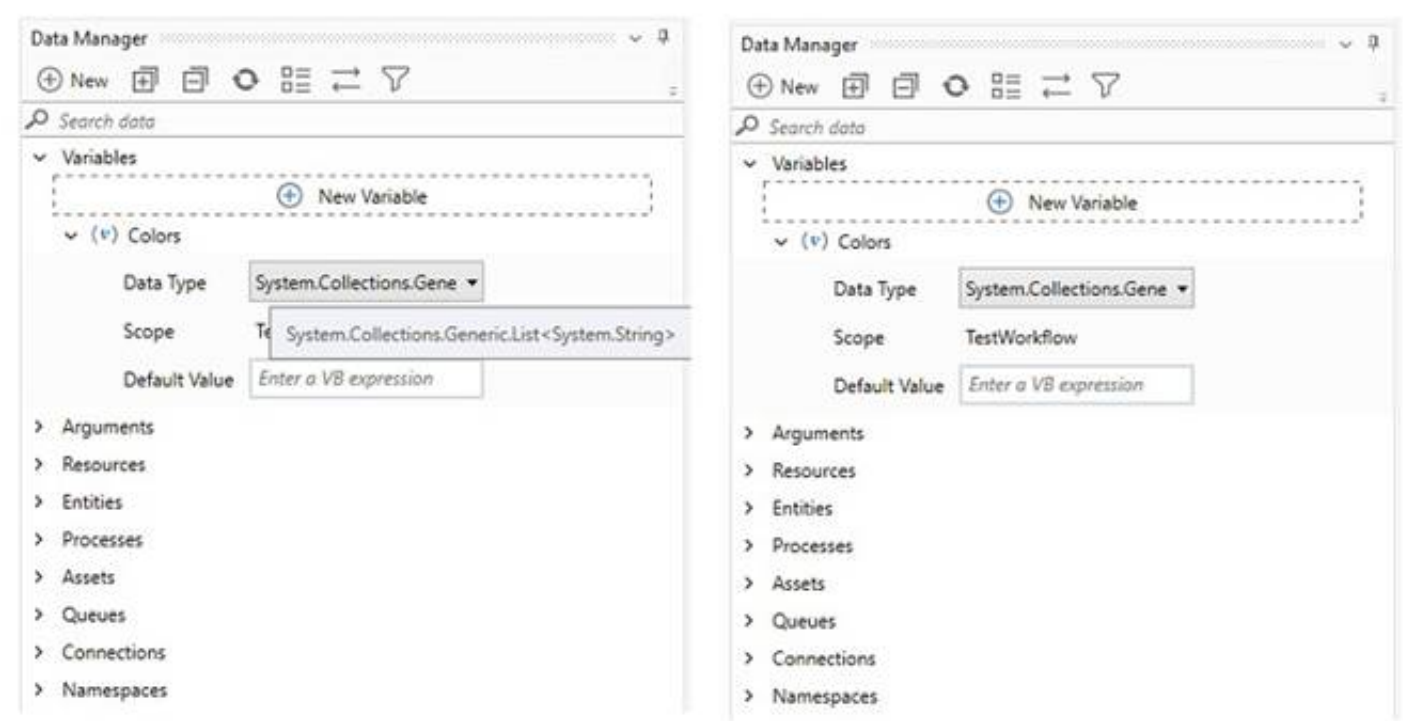 Data Manager
New
Search data
Variables
New Variable
(v) Colors
Data Type System.Collections.Gene
System.Collections.Generic.List<System.String>
Scope Te
Default Value Enter a VB expression
Arguments
Resources
Entities
Processes
Assets
Queues
Connections
Namespaces
Data Manager
New
Search data
Variables
New Variable
(v) Colors
Data Type System.Collections.Gene
Scope TestWorkflow
Default Value Enter a VB expression
Arguments
Resources
Entities
Processes
Assets
Queues
Connections
Namespaces